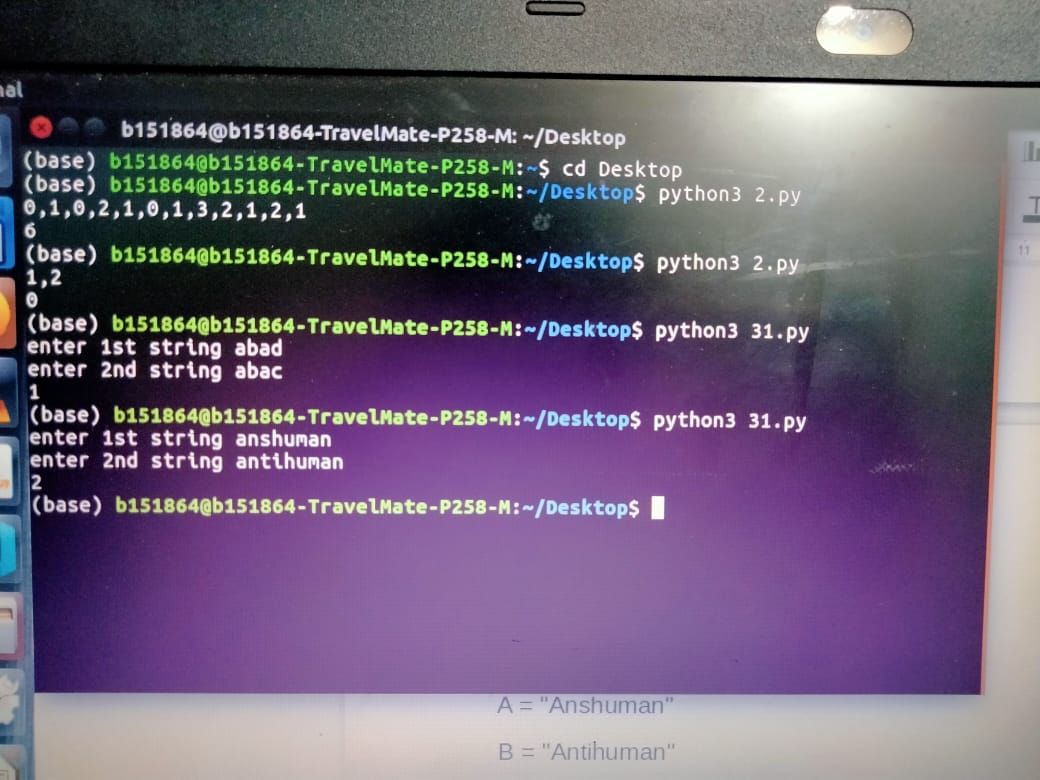 nal
b151864@b151864-TravelMate-P258-M: ~/Desktop
(base) b151864@b151864-TravelMate-P258-M:~$ cd Desktop
(base) b151864@b151864-TravelMate-P258-M:~/Desktop$ python3 2.py
0,1,0,2,1,0,1,3,2,1,2,1
6
(base) b151864@b151864-TravelMate-P258-M:~/Desktop$ python3 2.py
1,2
0
(base) b151864@b151864-TravelMate-P258-M:~/Desktop$ python3 31.py
enter 1st string abad
enter 2nd string abac
1
(base) b151864@b151864-TravelMate-P258-M:~/Desktop$ python3 31.py
enter 1st string anshuman
enter 2nd string antihuman
2
(base) b151864@b151864-TravelMate-P258-M:~/Desktop$
A = "Anshuman"
B = "Antihuman"
11